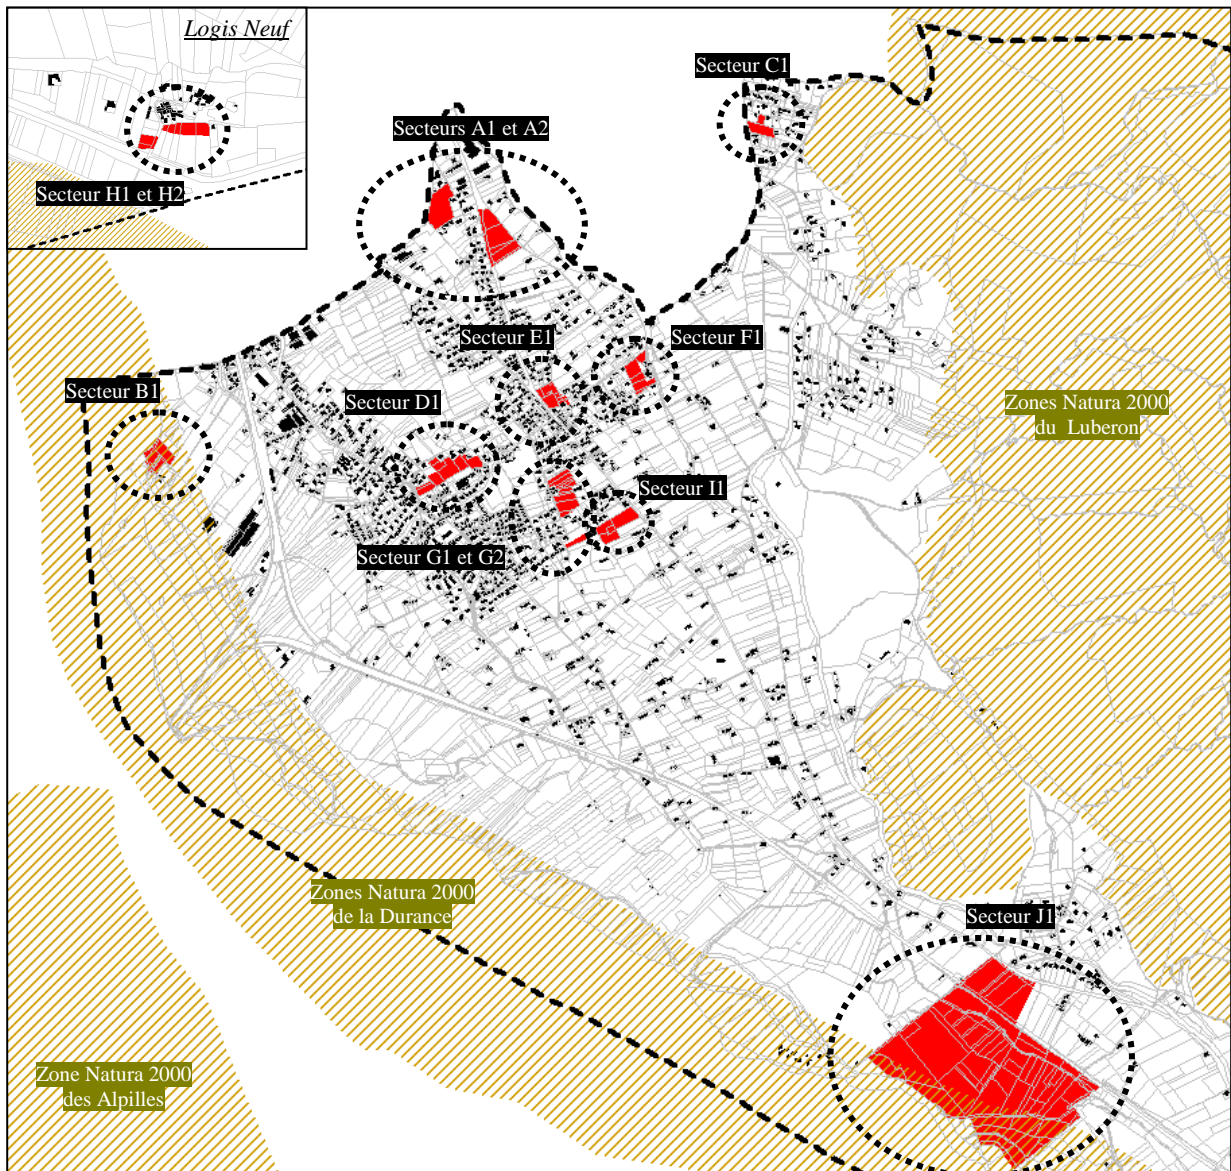 Logis Neuf
Secteur H1 et H2
Secteur C1
Secteurs A1 et A2
Secteur E1
Secteur F1
Secteur B1
Secteur D1
Zones Natura 2000
du Luberon
Secteur I1
Secteur G1 et G2
Zones Natura 2000
de la Durance
Secteur J1
Zone Natura 2000
des Alpilles